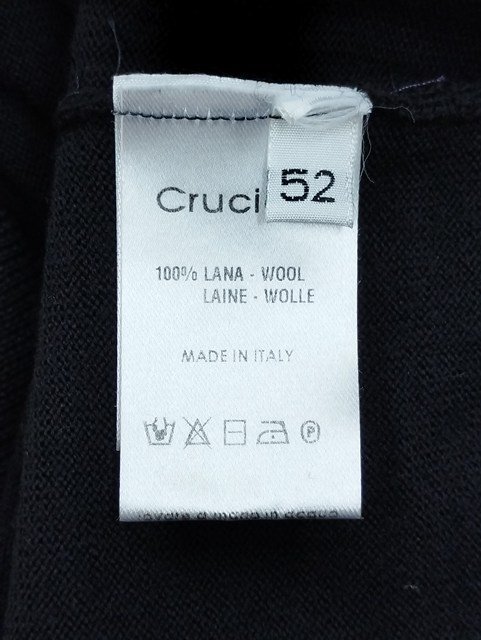 52
Cruci
100% LANA - WOOL
LAINE - WOLLE
MADE IN ITALY
P